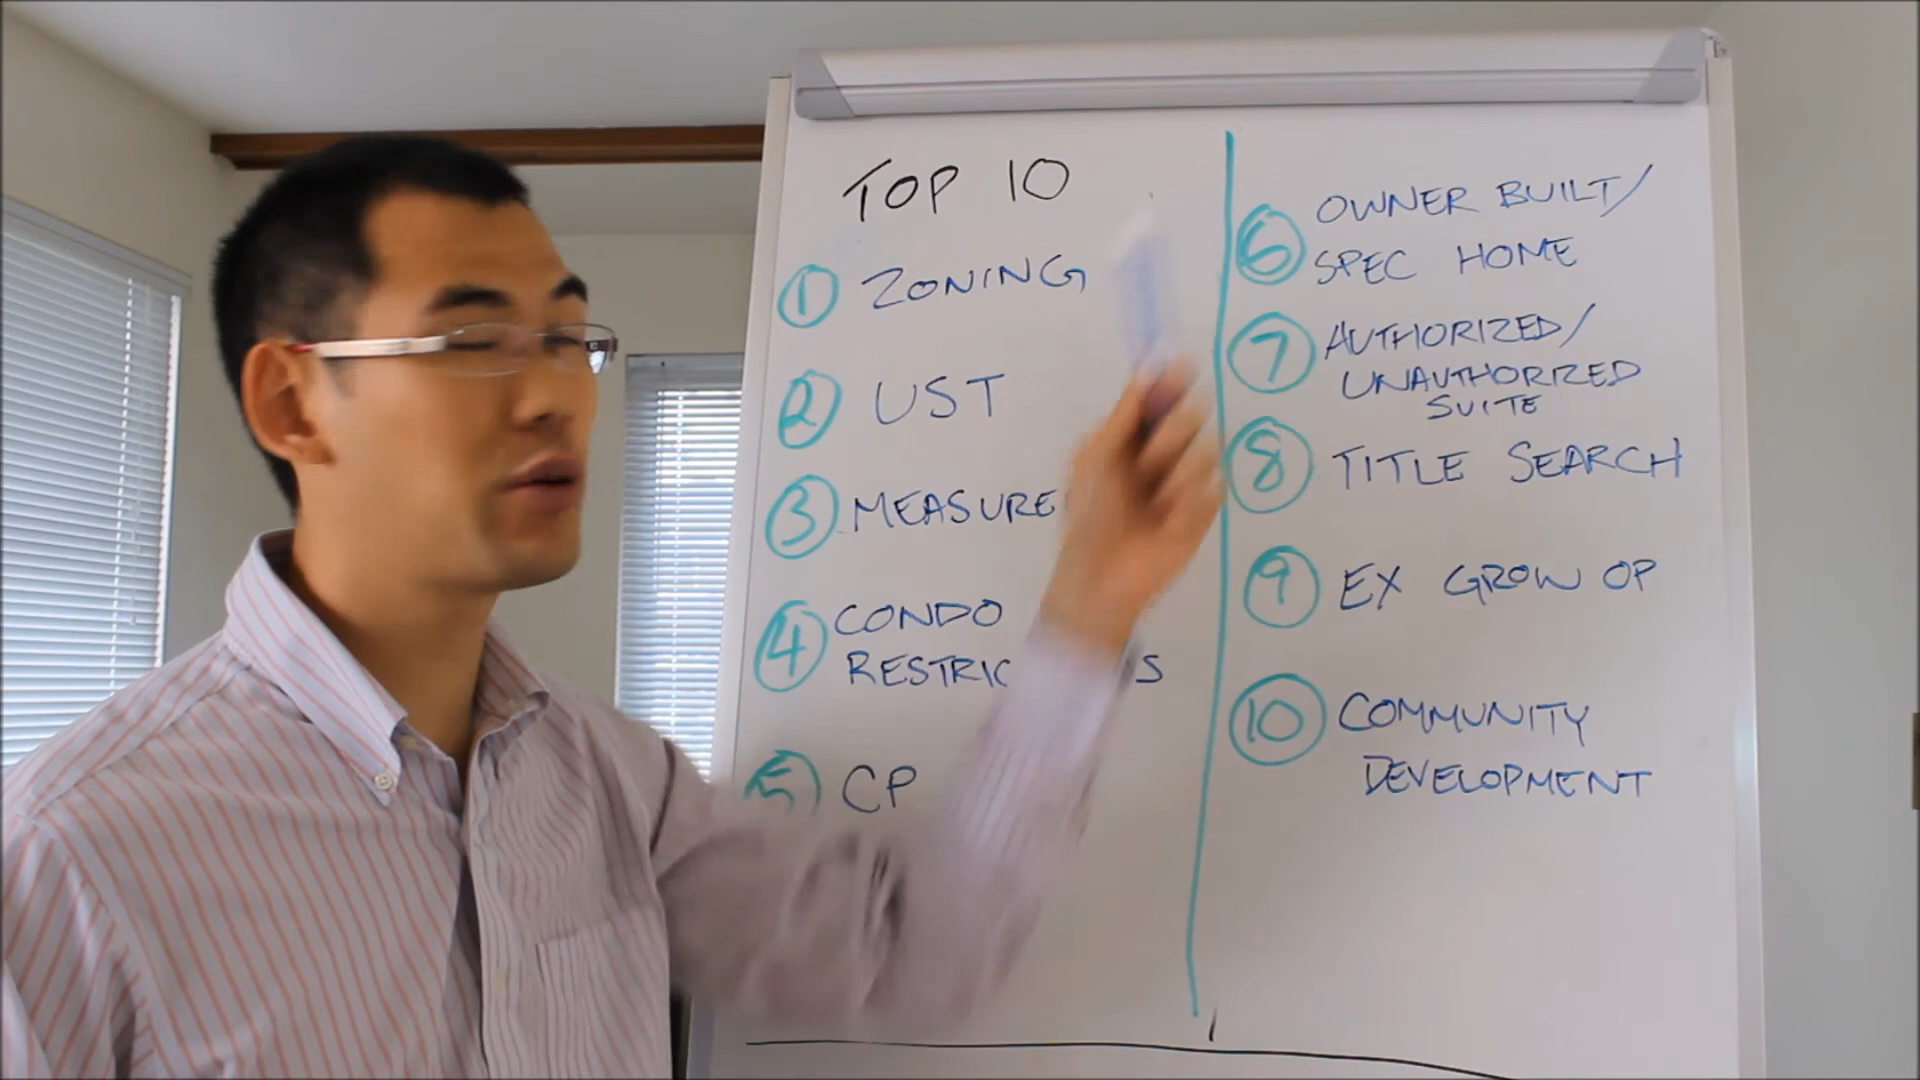 TOP 10
1 ZONING
2 UST
3 MEASURE
4 CONDO
RESTRIC S
5 CP
6 OWNER BUILT/
SPEC HOME
7 AUTHORIZED/
UNAUTHORIZED
SUITE
8 TITLE SEARCH
9 EX GROW OP
10 COMMUNITY
DEVELOPMENT